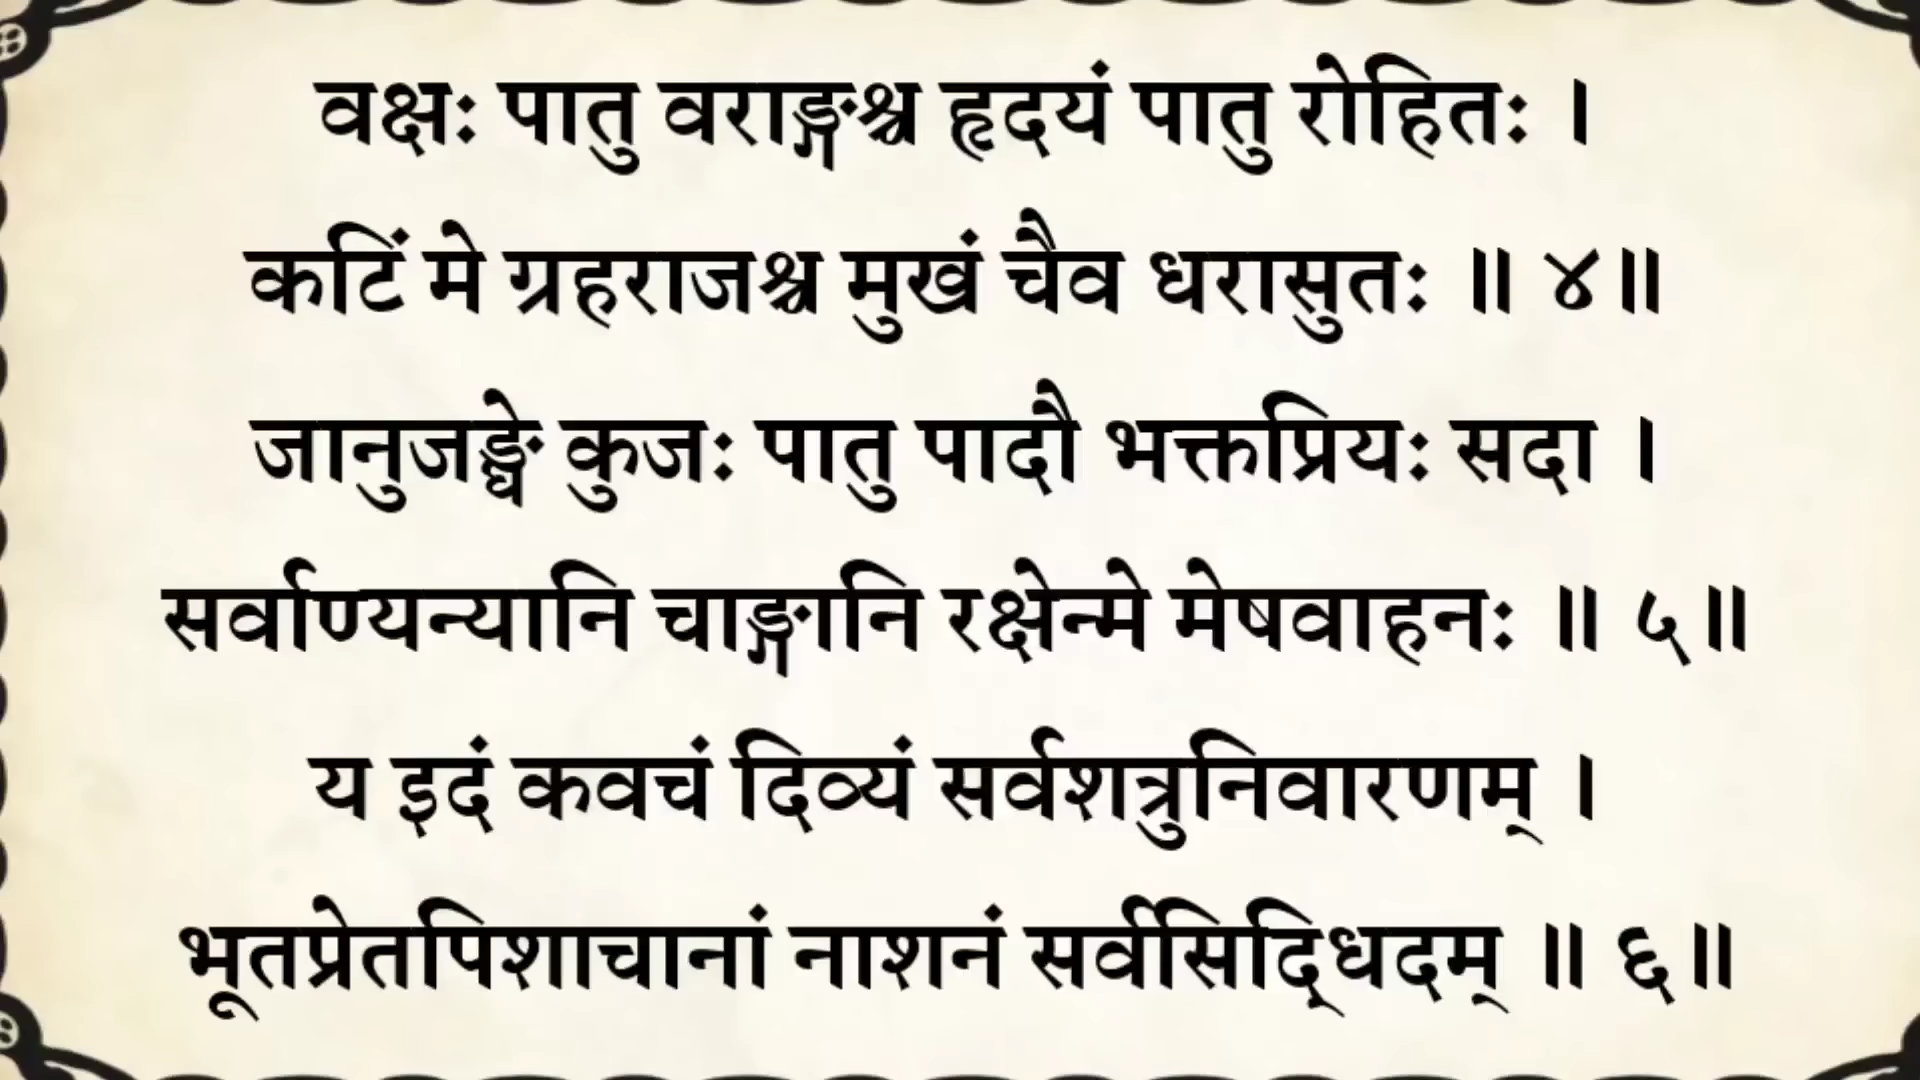 वक्षः पातु वराङ्गश्च हृदयं पातु रोहितः ।
कटिं मे ग्रहराजश्च मुखं चैव धरासुतः ॥ ४॥
जानुजङ्घे कुजः पातु पादौ भक्तप्रियः सदा ।
सर्वाण्यन्यानि चाङ्गानि रक्षेन्मे मेषवाहनः ॥ ५॥
य इदं कवचं दिव्यं सर्वशत्रुनिवारणम् ।
भूतप्रेतपिशाचानां नाशनं सर्वसिद्धिदम् ॥ ६॥